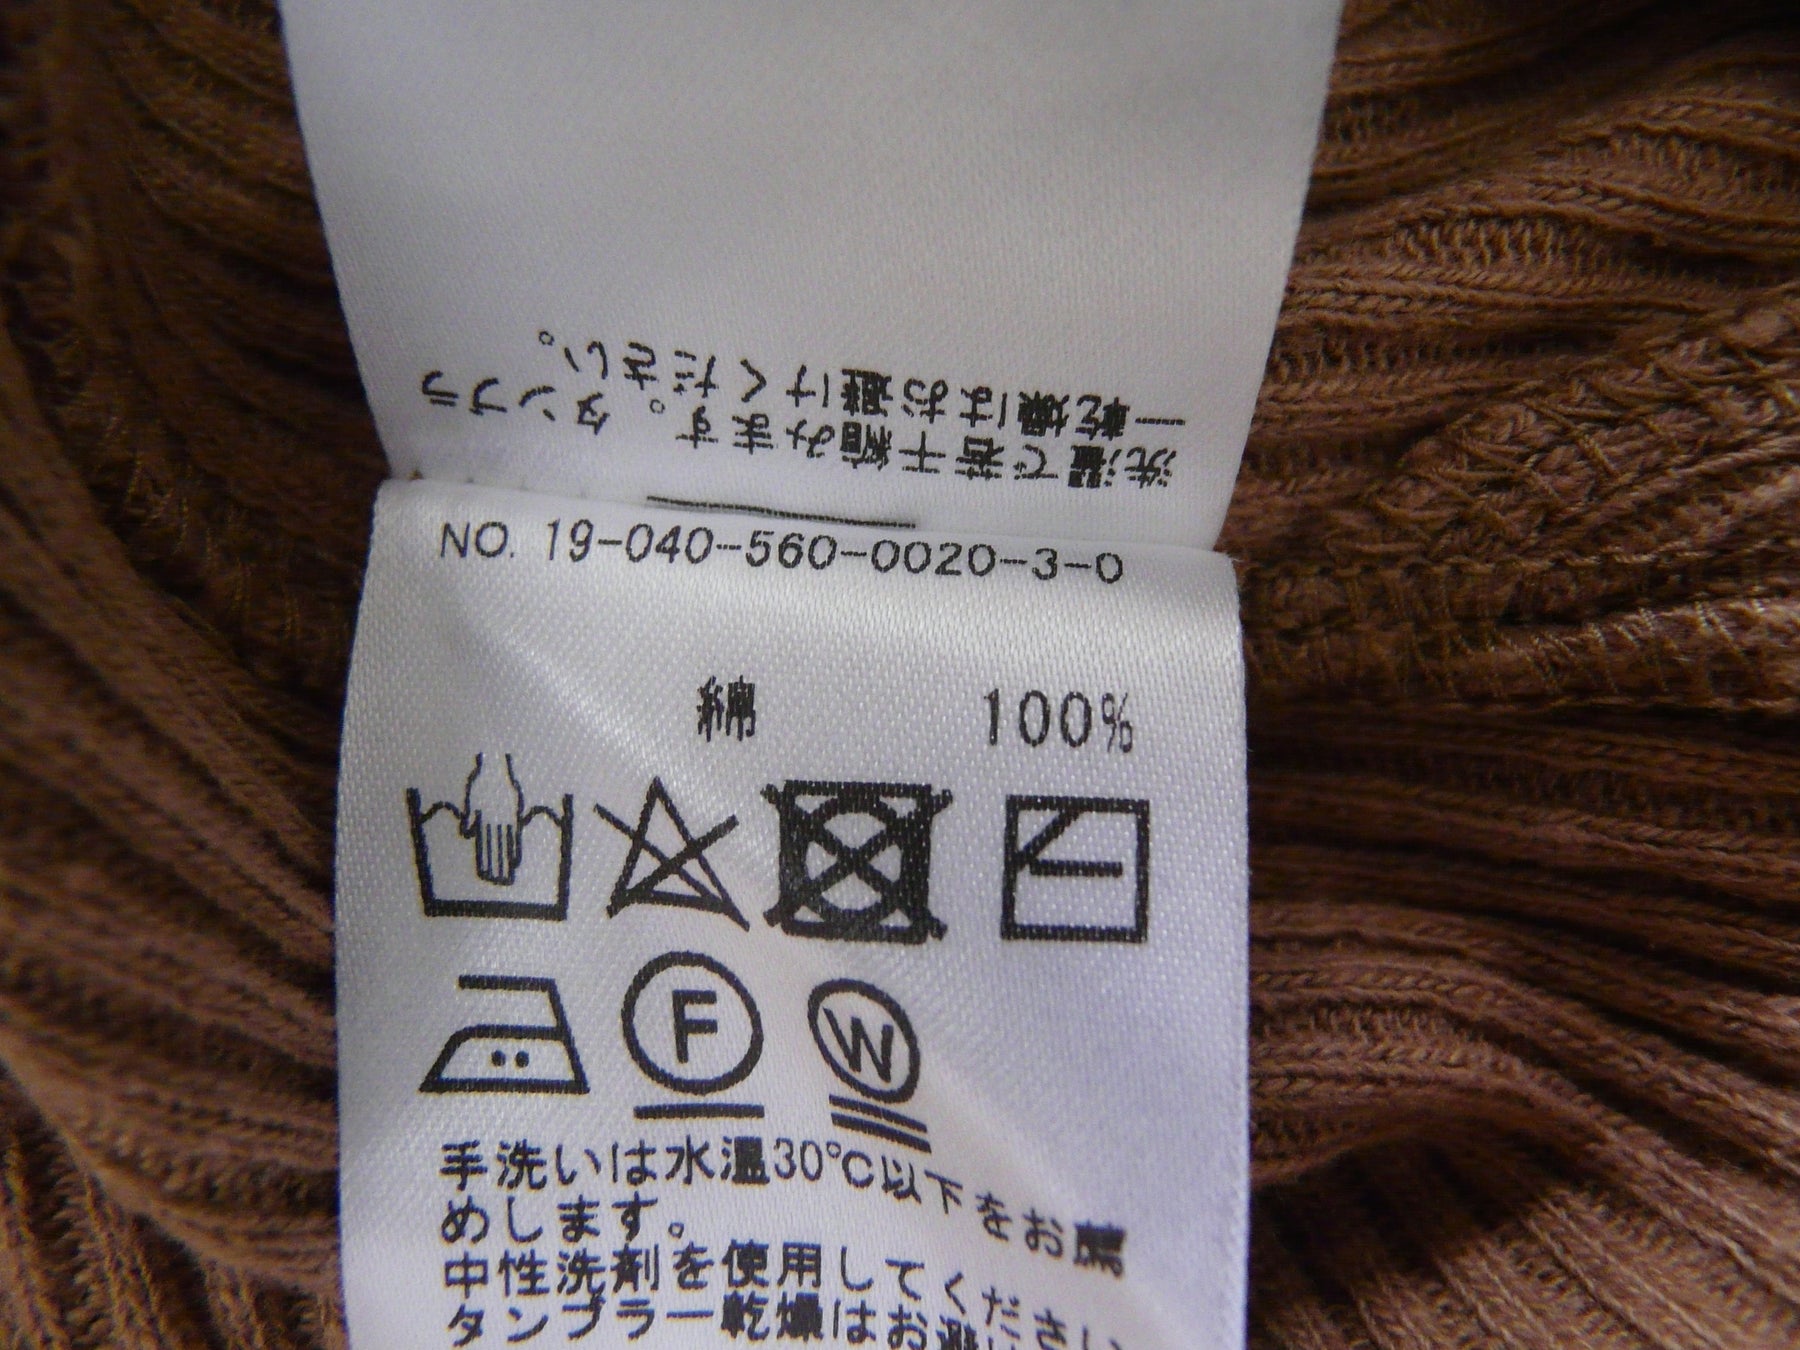 洗濯で若干縮みます。タンブラ
ー乾燥はお避けください。
NO. 19-040-560-0020-3-0
綿 100%
F W
手洗いは水温30℃以下をお薦
めします。
中性洗剤を使用してください
タンブラー乾燥はお避